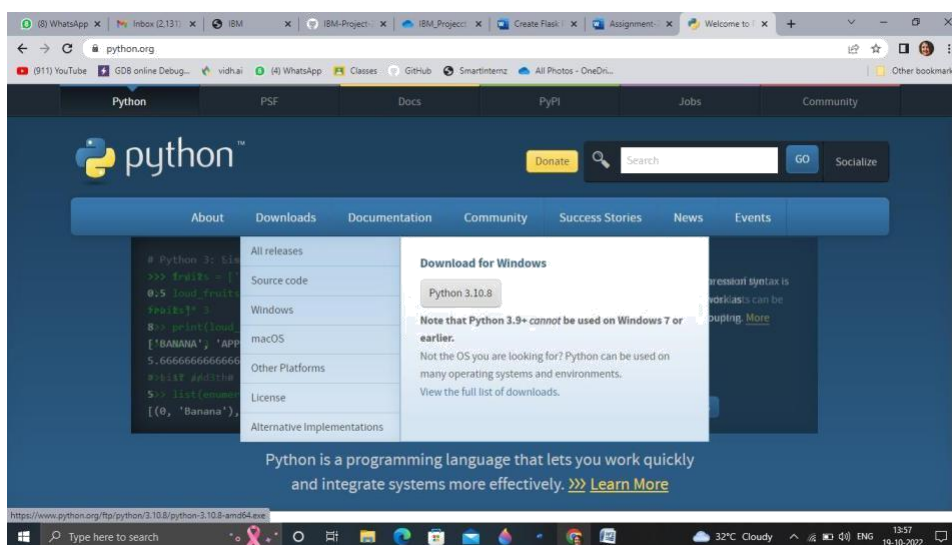 (8) WhatsApp
Inbox (2,131)
IBM
IBM-Project-
IBM_Project
Create Flask
Assignment-
Welcome to
python.org
(911) YouTube
GDB online Debug...
vidh.ai
(4) WhatsApp
Classes
GitHub
Smartinternz
All Photos - OneDri...
Other bookmark
Python
PSF
Docs
PyPI
Jobs
Community
python™
Donate
Search
GO
Socialize
About
Downloads
Documentation
Community
Success Stories
News
Events
# Python 3: Sim
>>> fruits = ['
All releases
Source code
Windows
macOS
Other Platforms
License
Alternative Implementations
Download for Windows
Python 3.10.8
Note that Python 3.9+ cannot be used on Windows 7 or
earlier.
Not the OS you are looking for? Python can be used on
many operating systems and environments.
View the full list of downloads.
8>> print(loud_
['BANANA', 'APP
5.6666666666666
5>> list(enumer
[(0, 'Banana'),
More
Python is a programming language that lets you work quickly
and integrate systems more effectively. >>> Learn More
https://www.python.org/ftp/python/3.10.8/python-3.10.8-amd64.exe
Type here to search
32°C Cloudy
ENG
13:57
19-10-2022